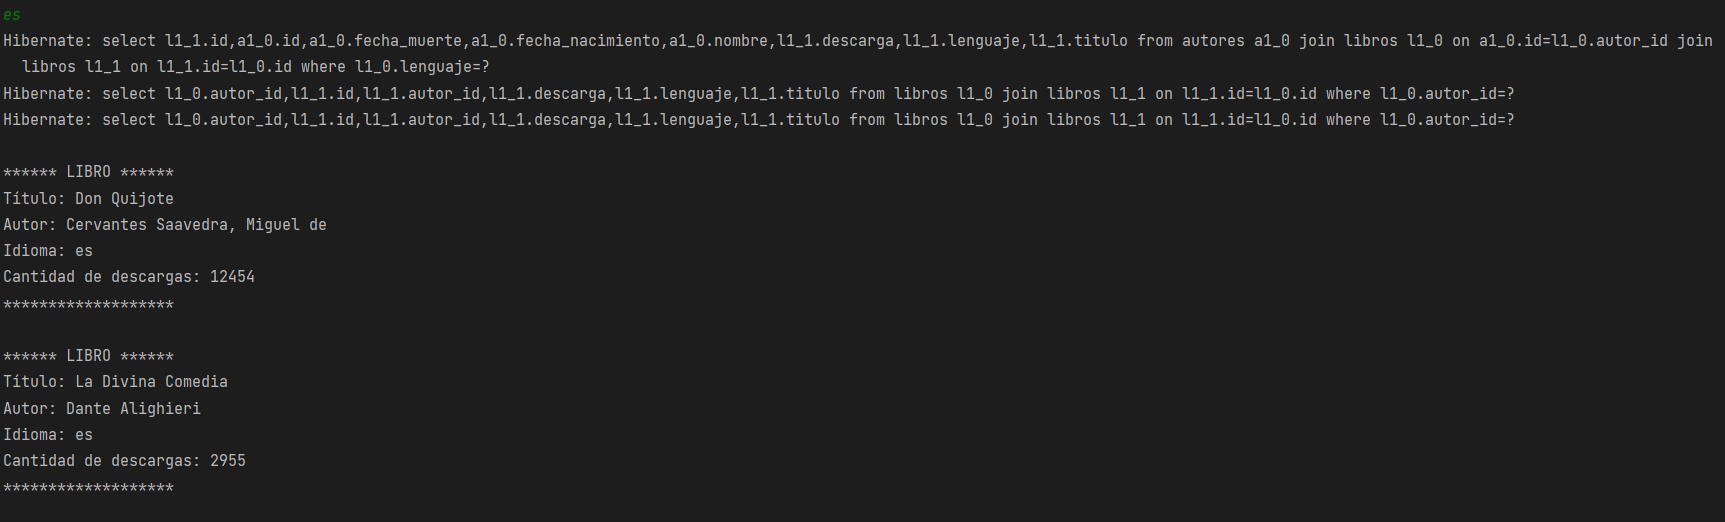 es
Hibernate: select l1_1.id,a1_0.id,a1_0.fecha_muerte,a1_0.fecha_nacimiento,a1_0.nombre,l1_1.descarga,l1_1.lenguaje,l1_1.titulo from autores a1_0 join libros l1_0 on a1_0.id=l1_0.autor_id join
libros l1_1 on l1_1.id=l1_0.id where l1_0.lenguaje=?
Hibernate: select l1_0.autor_id,l1_1.id,l1_1.autor_id,l1_1.descarga,l1_1.lenguaje,l1_1.titulo from libros l1_0 join libros l1_1 on l1_1.id=l1_0.id where l1_0.autor_id=?
Hibernate: select l1_0.autor_id,l1_1.id,l1_1.autor_id,l1_1.descarga,l1_1.lenguaje,l1_1.titulo from libros l1_0 join libros l1_1 on l1_1.id=l1_0.id where l1_0.autor_id=?
****** LIBRO ******
Título: Don Quijote
Autor: Cervantes Saavedra, Miguel de
Idioma: es
Cantidad de descargas: 12454
*******************
****** LIBRO ******
Título: La Divina Comedia
Autor: Dante Alighieri
Idioma: es
Cantidad de descargas: 2955
*******************